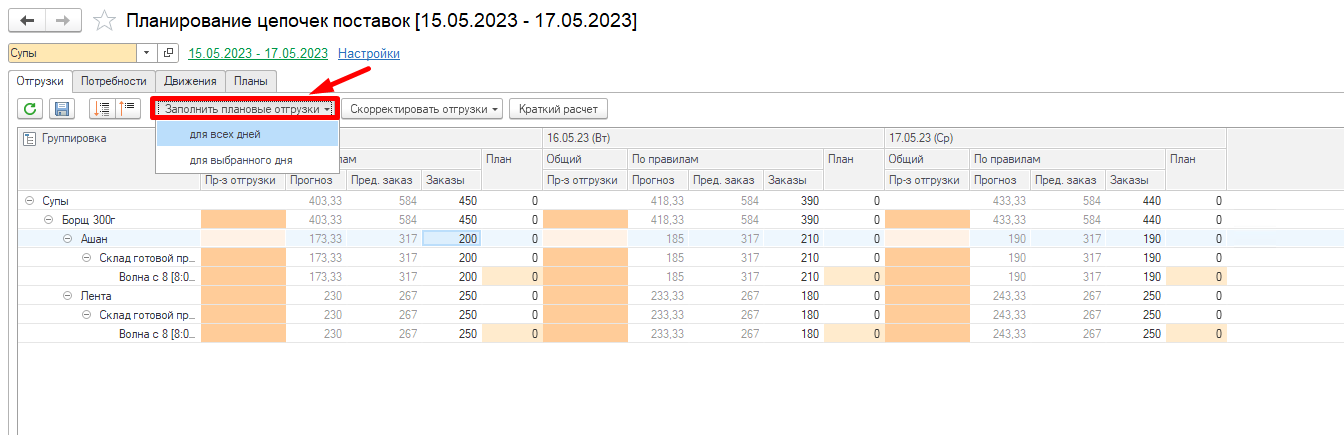 Планирование цепочек поставок [15.05.2023 - 17.05.2023]
Супы 15.05.2023 - 17.05.2023 Настройки
Отгрузки Потребности Движения Планы
Заполнить плановые отгрузки Скорректировать отгрузки Краткий расчет
для всех дней
для выбранного дня
Группировка 16.05.23 (Вт) 17.05.23 (Ср)
лам План Общий По правилам План Общий По правилам План
Пр-з отгрузки Прогноз Пред. заказ Заказы Пр-з отгрузки Прогноз Пред. заказ Заказы Пр-з отгрузки Прогноз Пред. заказ Заказы
Супы 403,33 584 450 0 418,33 584 390 0 433,33 584 440 0
Борщ 300г 403,33 584 450 0 418,33 584 390 0 433,33 584 440 0
Ашан 173,33 317 200 0 185 317 210 0 190 317 190 0
Склад готовой пр... 173,33 317 200 0 185 317 210 0 190 317 190 0
Волна с 8 [8:0... 173,33 317 200 0 185 317 210 0 190 317 190 0
Лента 230 267 250 0 233,33 267 180 0 243,33 267 250 0
Склад готовой пр... 230 267 250 0 233,33 267 180 0 243,33 267 250 0
Волна с 8 [8:0... 230 267 250 0 233,33 267 180 0 243,33 267 250 0